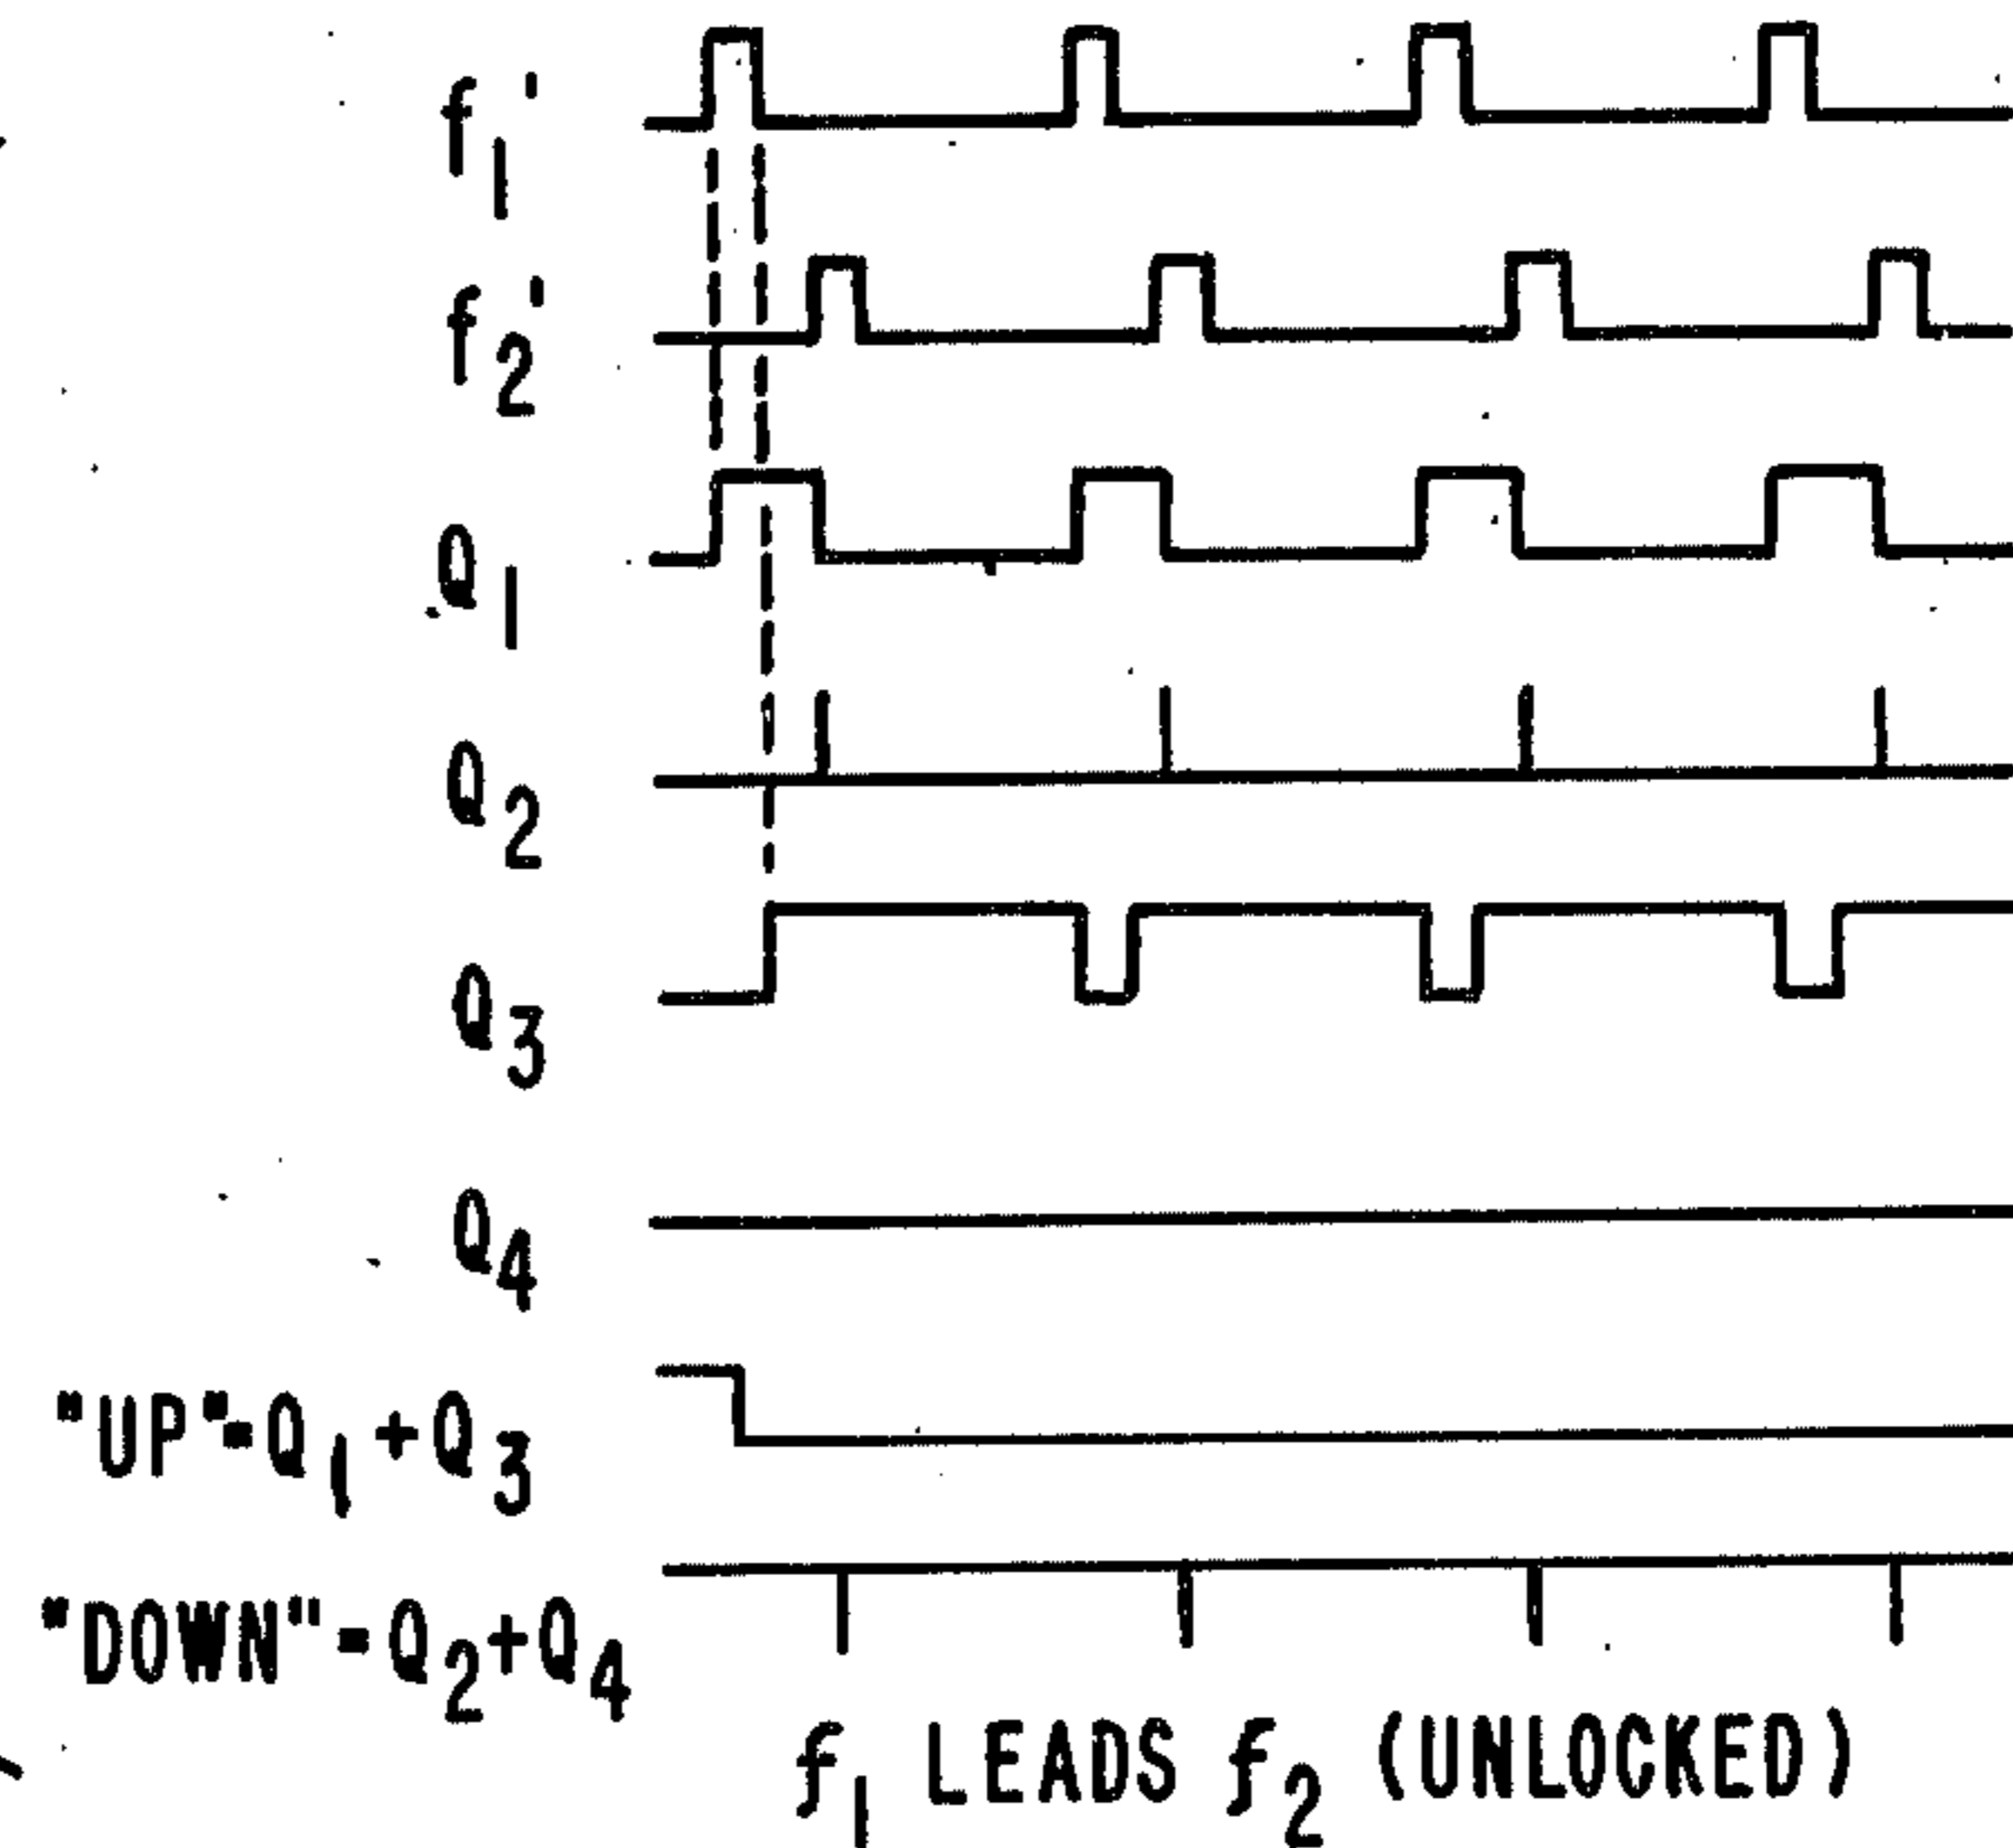 f₁'
f₂'
Q₁
Q₂
Q₃
Q₄
"UP"=Q₁+Q₃
"DOWN"=Q₂+Q₄
f₁ LEADS f₂ (UNLOCKED)